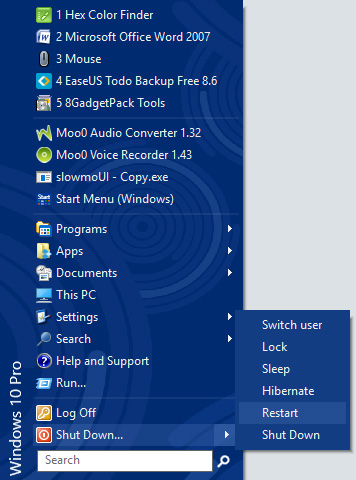 1 Hex Color Finder
2 Microsoft Office Word 2007
3 Mouse
4 EaseUS Todo Backup Free 8.6
5 8GadgetPack Tools
Moo0 Audio Converter 1.32
Moo0 Voice Recorder 1.43
slowmoUI - Copy.exe
Start
Start Menu (Windows)
Programs
Apps
Documents
This PC
Settings
Search
Help and Support
Run...
Log Off
Shut Down...
Search
Windows 10 Pro
Switch user
Lock
Sleep
Hibernate
Restart
Shut Down